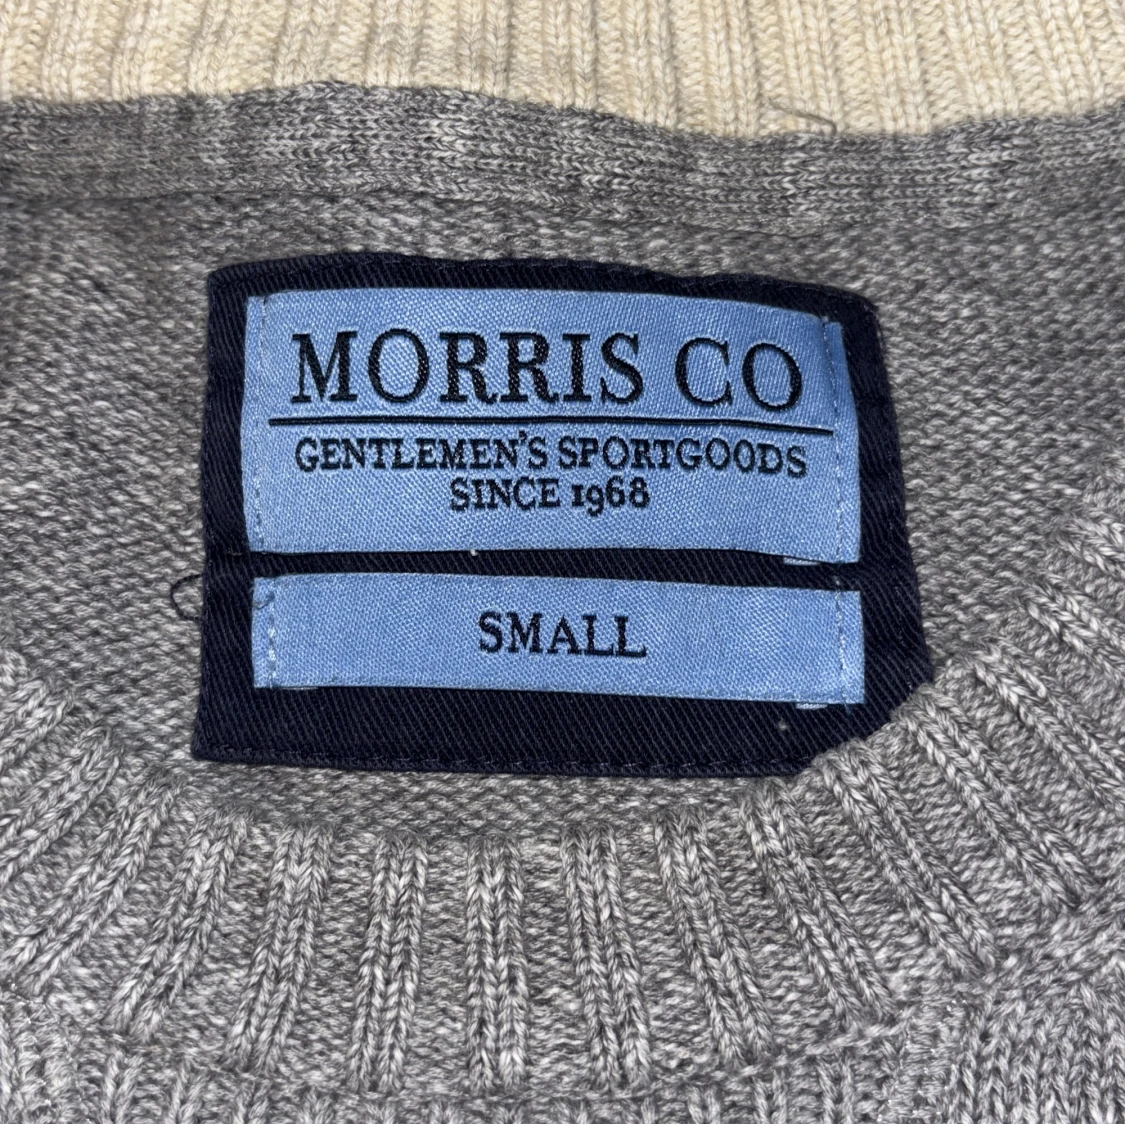 MORRIS CO
GENTLEMEN'S SPORTGOODS
SINCE 1968
SMALL